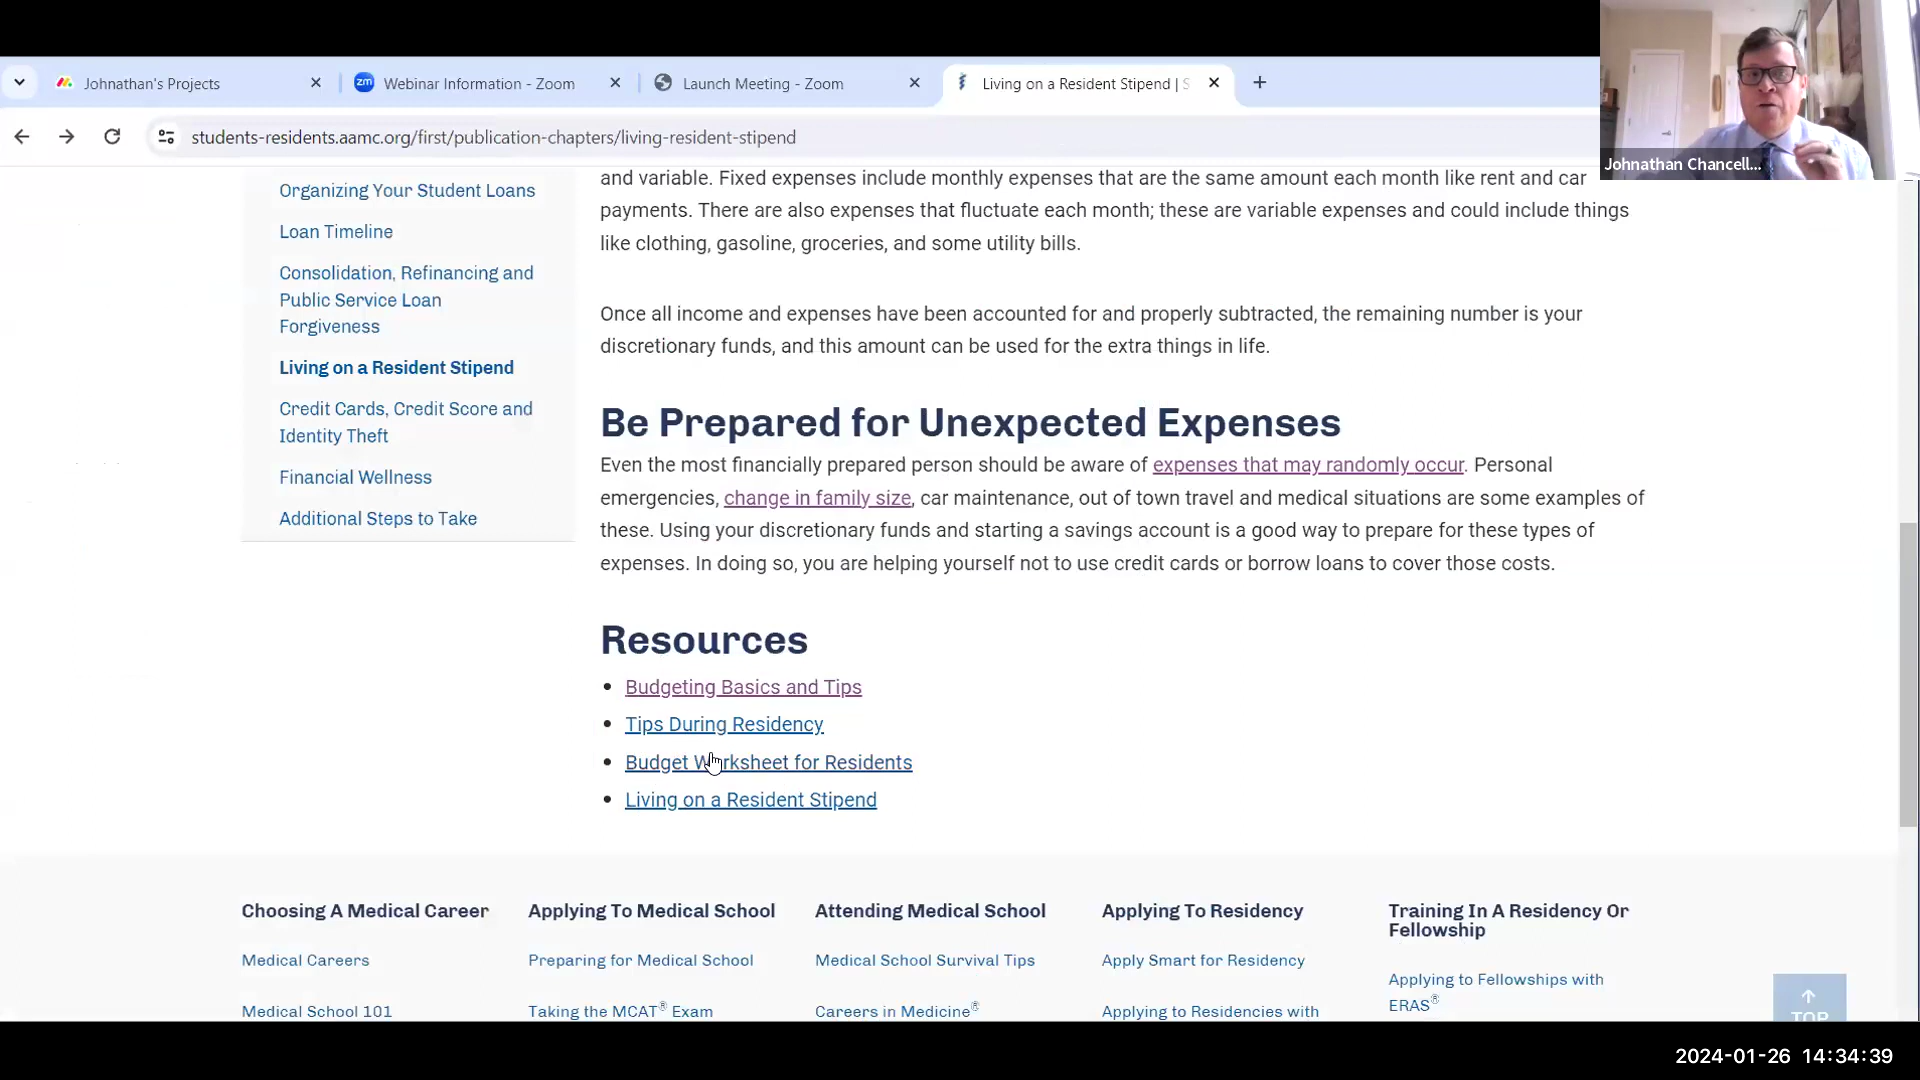 Johnathan's Projects
Webinar Information - Zoom
Launch Meeting - Zoom
Living on a Resident Stipend | S
students-residents.aamc.org/first/publication-chapters/living-resident-stipend
Johnathan Chancell...
Organizing Your Student Loans
Loan Timeline
Consolidation, Refinancing and
Public Service Loan
Forgiveness
Living on a Resident Stipend
Credit Cards, Credit Score and
Identity Theft
Financial Wellness
Additional Steps to Take
and variable. Fixed expenses include monthly expenses that are the same amount each month like rent and car
payments. There are also expenses that fluctuate each month; these are variable expenses and could include things
like clothing, gasoline, groceries, and some utility bills.
Once all income and expenses have been accounted for and properly subtracted, the remaining number is your
discretionary funds, and this amount can be used for the extra things in life.
Be Prepared for Unexpected Expenses
Even the most financially prepared person should be aware of expenses that may randomly occur. Personal
emergencies, change in family size, car maintenance, out of town travel and medical situations are some examples of
these. Using your discretionary funds and starting a savings account is a good way to prepare for these types of
expenses. In doing so, you are helping yourself not to use credit cards or borrow loans to cover those costs.
Resources
• Budgeting Basics and Tips
• Tips During Residency
• Budget Worksheet for Residents
• Living on a Resident Stipend
Choosing A Medical Career
Medical Careers
Medical School 101
Applying To Medical School
Preparing for Medical School
Taking the MCAT® Exam
Attending Medical School
Medical School Survival Tips
Careers in Medicine®
Applying To Residency
Apply Smart for Residency
Applying to Residencies with
Training In A Residency Or
Fellowship
Applying to Fellowships with
ERAS®
TOP
2024-01-26 14:34:39